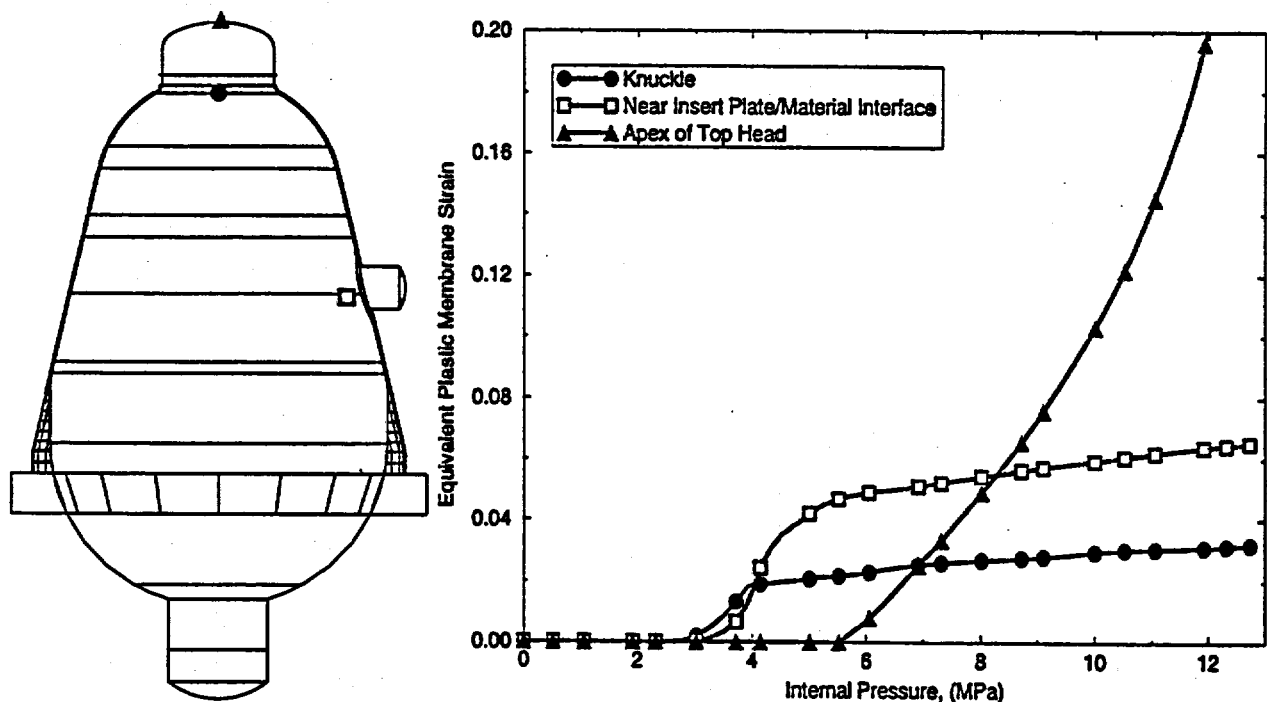 0.20
Knuckle
Near Insert Plate/Material Interface
Apex of Top Head
0.16
0.12
0.08
0.04
0.00
Equivalent Plastic Membrane Strain
0 2 4 6 8 10 12
Internal Pressure, (MPa)